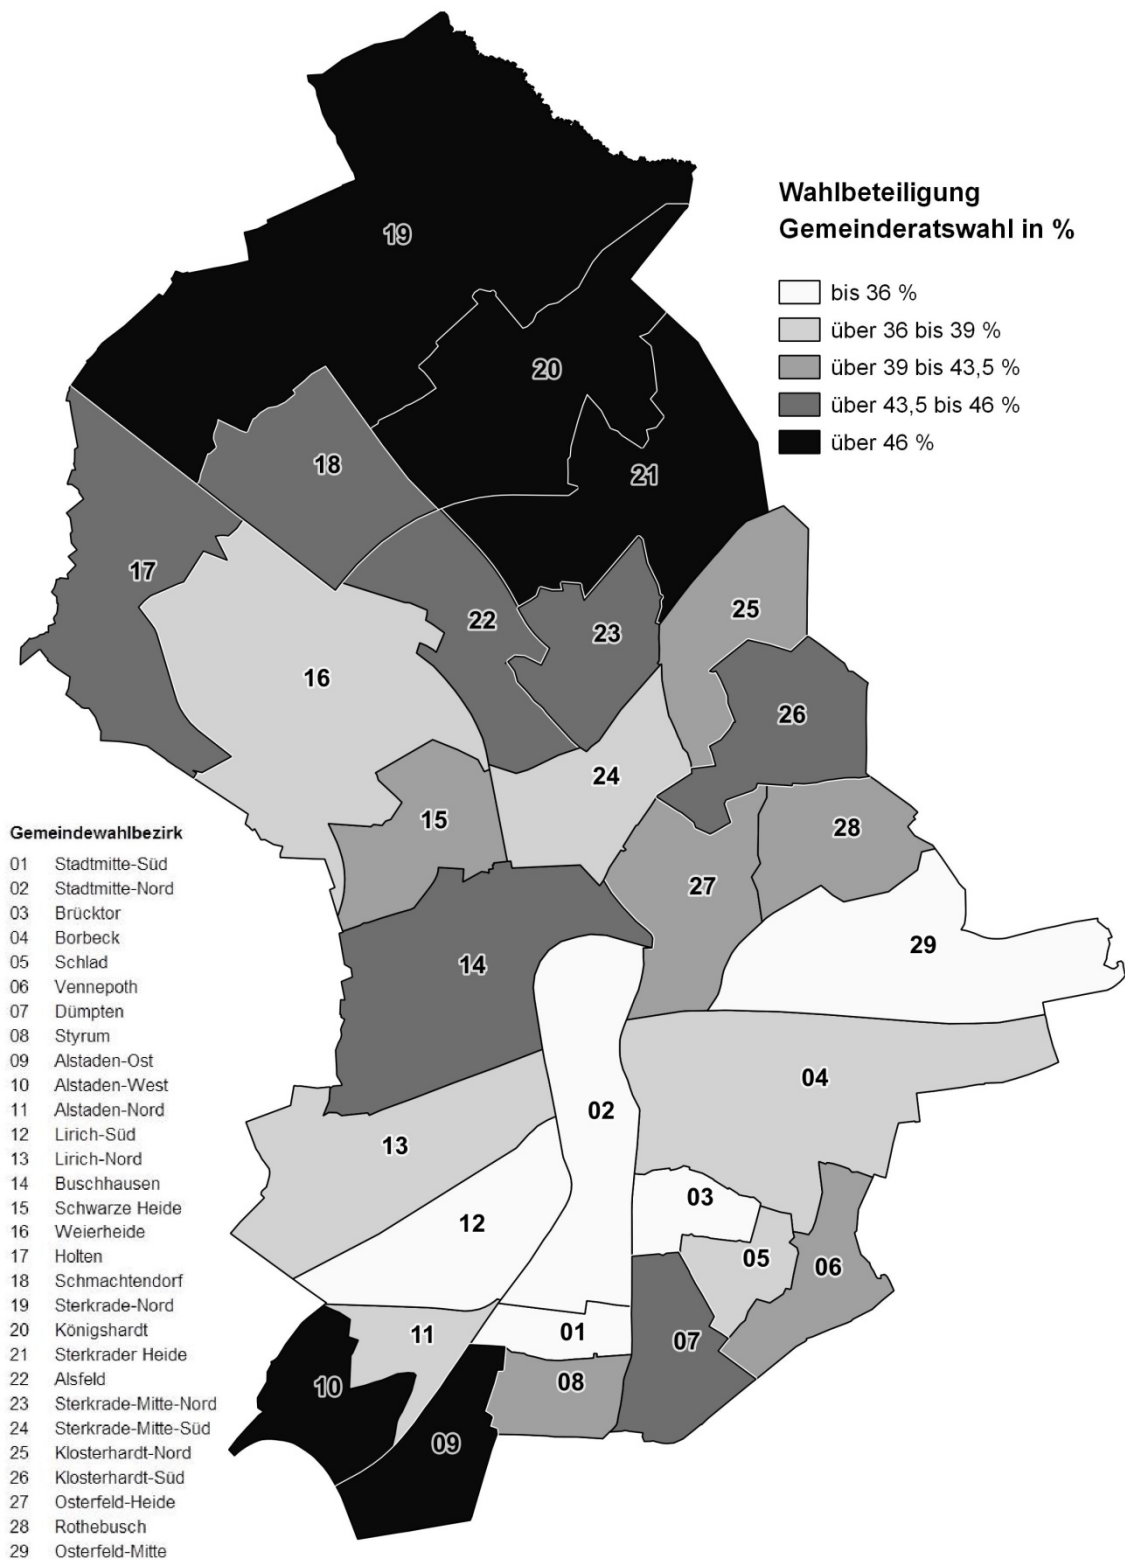 Wahlbeteiligung
Gemeinderatswahl in %
bis 36 %
über 36 bis 39 %
über 39 bis 43,5 %
über 43,5 bis 46 %
über 46 %
19
20
18
21
17
25
22
23
16
26
24
15
28
27
29
14
04
02
13
03
12
05
06
11
01
07
10
08
09
Gemeindewahlbezirk
01 Stadtmitte-Süd
02 Stadtmitte-Nord
03 Brücktor
04 Borbeck
05 Schlad
06 Vennepoth
07 Dümpten
08 Styrum
09 Alstaden-Ost
10 Alstaden-West
11 Alstaden-Nord
12 Lirich-Süd
13 Lirich-Nord
14 Buschhausen
15 Schwarze Heide
16 Weierheide
17 Holten
18 Schmachtendorf
19 Sterkrade-Nord
20 Königshardt
21 Sterkrader Heide
22 Alsfeld
23 Sterkrade-Mitte-Nord
24 Sterkrade-Mitte-Süd
25 Klosterhardt-Nord
26 Klosterhardt-Süd
27 Osterfeld-Heide
28 Rothebusch
29 Osterfeld-Mitte